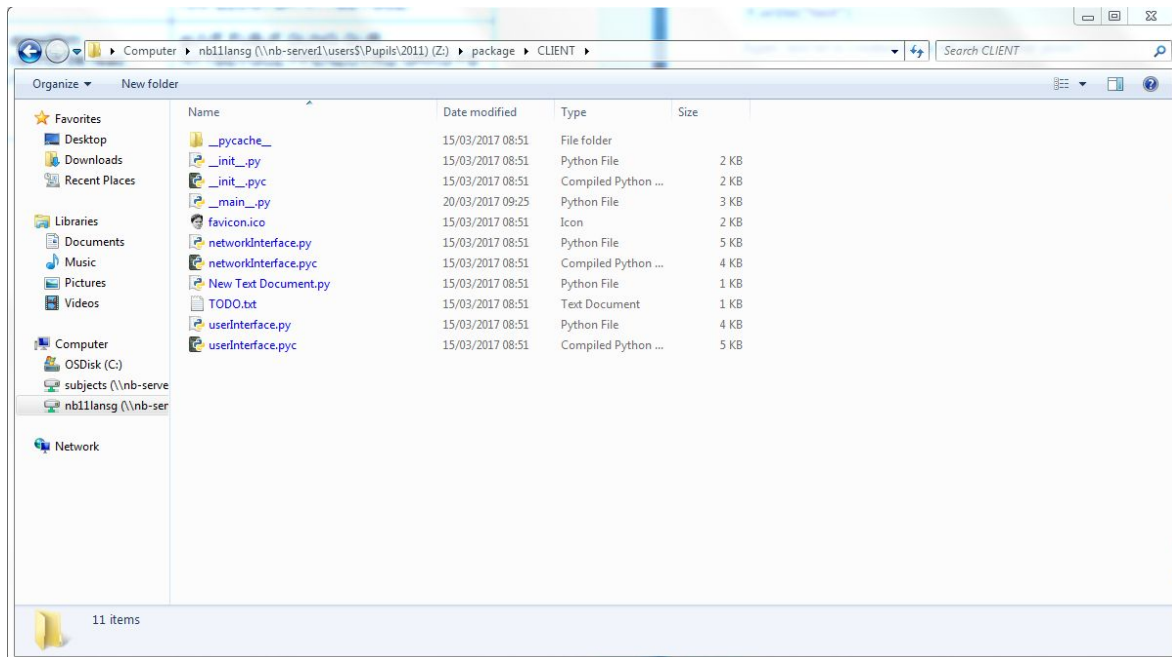 Computer ▸ nb11lansg (\\nb-server1\users$\Pupils\2011) (Z:) ▸ package ▸ CLIENT ▸ Search CLIENT
Organize New folder
Name Date modified Type Size
Favorites
Desktop
Downloads
Recent Places
Libraries
Documents
Music
Pictures
Videos
Computer
OSDisk (C:)
subjects (\\nb-serve
nb11lansg (\\nb-ser
Network
__pycache__ 15/03/2017 08:51 File folder
__init__.py 15/03/2017 08:51 Python File 2 KB
__init__.pyc 15/03/2017 08:51 Compiled Python ... 2 KB
__main__.py 20/03/2017 09:25 Python File 3 KB
favicon.ico 15/03/2017 08:51 Icon 2 KB
networkInterface.py 15/03/2017 08:51 Python File 5 KB
networkInterface.pyc 15/03/2017 08:51 Compiled Python ... 4 KB
New Text Document.py 15/03/2017 08:51 Python File 1 KB
TODO.txt 15/03/2017 08:51 Text Document 1 KB
userInterface.py 15/03/2017 08:51 Python File 4 KB
userInterface.pyc 15/03/2017 08:51 Compiled Python ... 5 KB
11 items